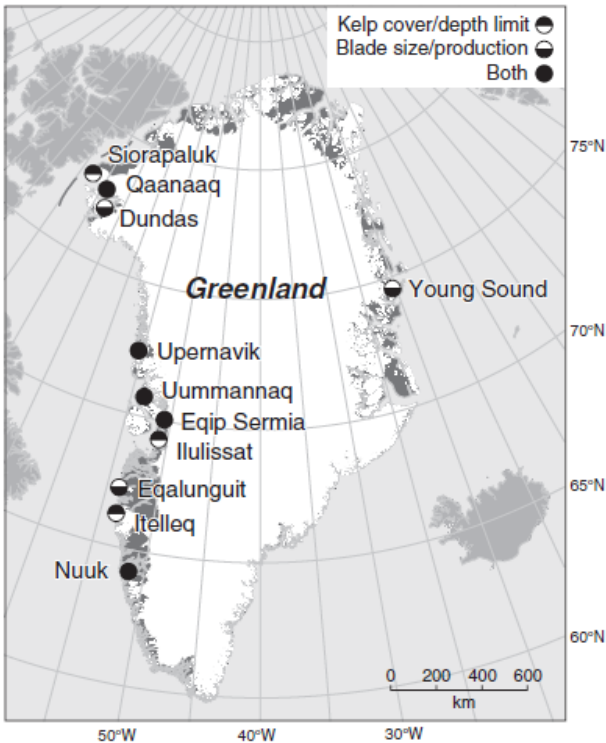 Kelp cover/depth limit
Blade size/production
Both
75°N
Siorapaluk
Qaanaaq
Dundas
Greenland
Young Sound
70°N
Upernavik
Uummannaq
Eqip Sermia
Ilulissat
65°N
Eqalunguit
Itelleq
Nuuk
60°N
0 200 400 600
km
50°W 40°W 30°W